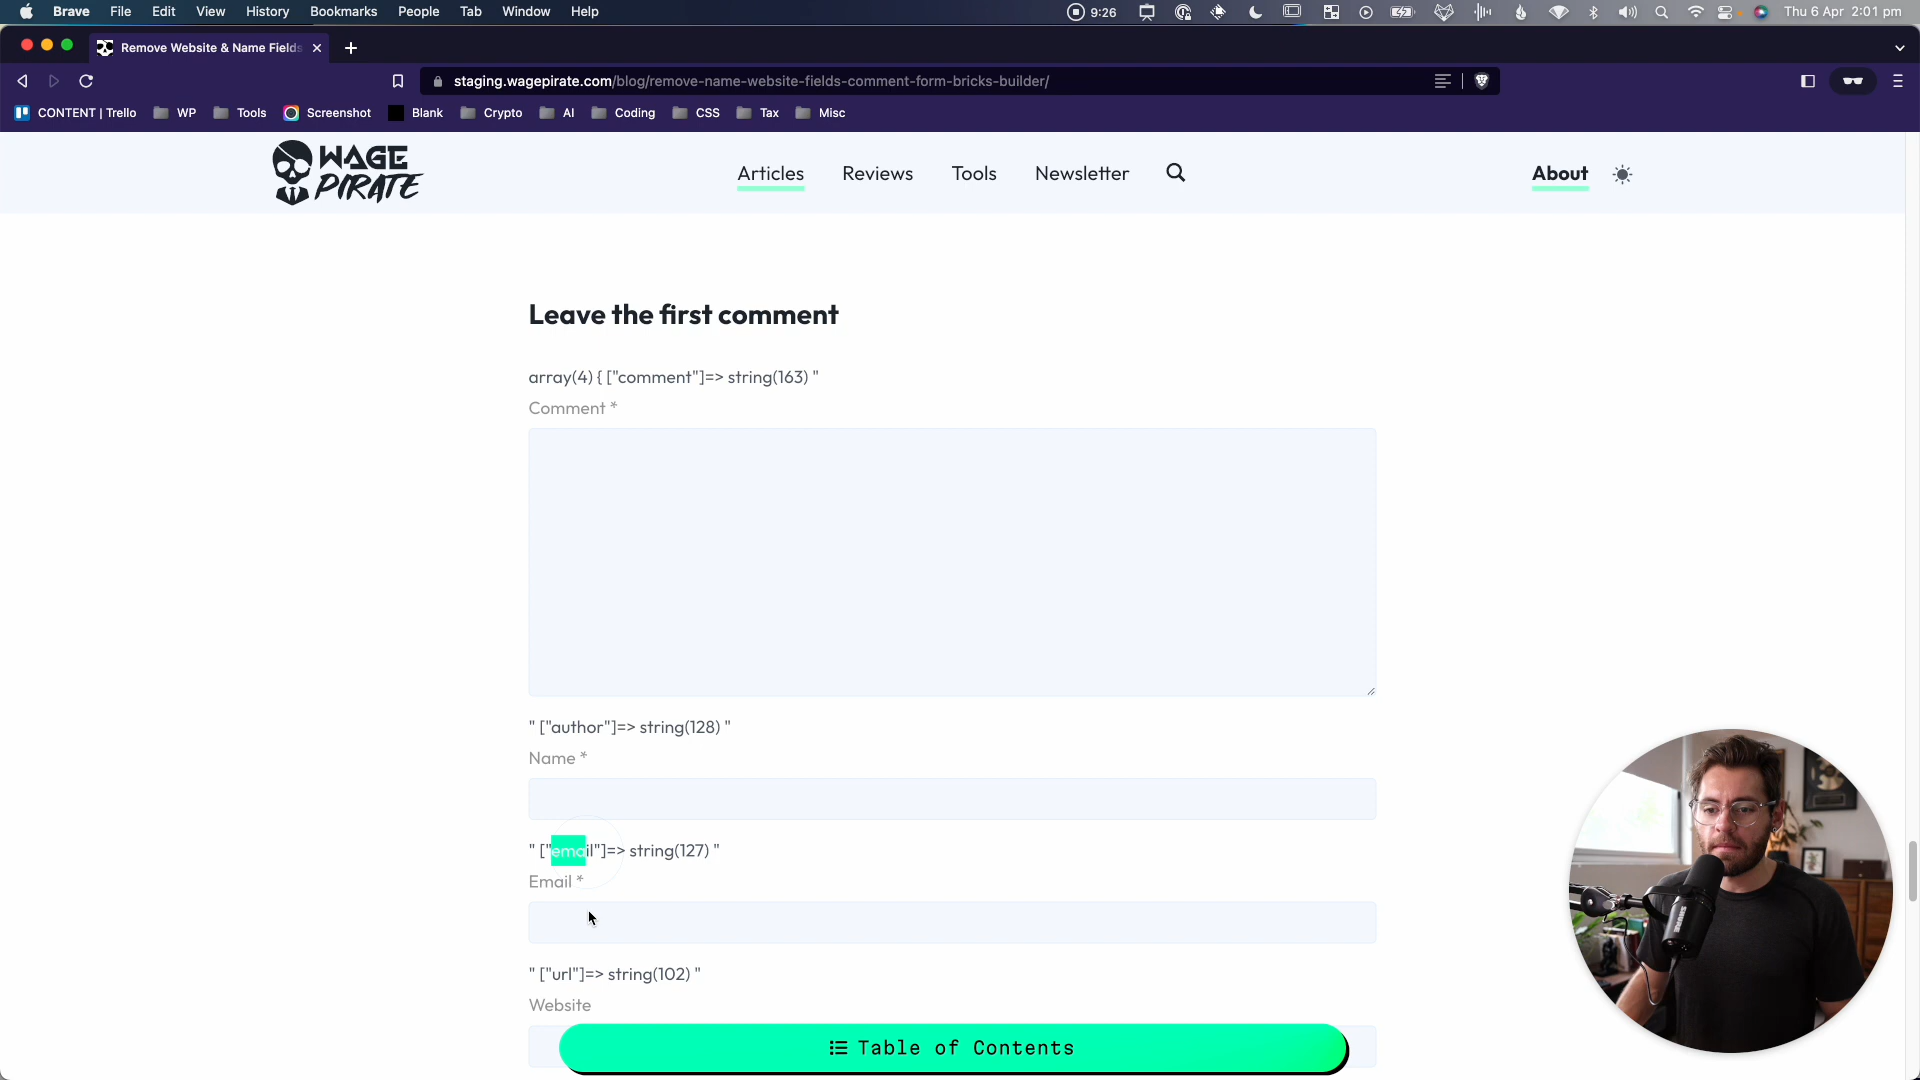 Brave File Edit View History Bookmarks People Tab Window Help 9:26 Thu 6 Apr 2:01 pm
Remove Website & Name Fields
staging.wagepirate.com/blog/remove-name-website-fields-comment-form-bricks-builder/
CONTENT | Trello WP Tools Screenshot Blank Crypto AI Coding CSS Tax Misc
WAGE
PIRATE
Articles Reviews Tools Newsletter About
Leave the first comment
array(4) { ["comment"]=> string(163) "
Comment *
" ["author"]=> string(128) "
Name *
" ["email"]=> string(127) "
Email *
" ["url"]=> string(102) "
Website
Table of Contents